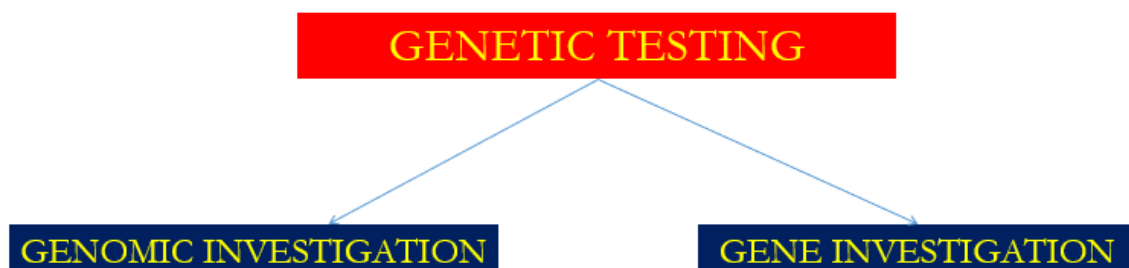 GENETIC TESTING
GENOMIC INVESTIGATION
GENE INVESTIGATION